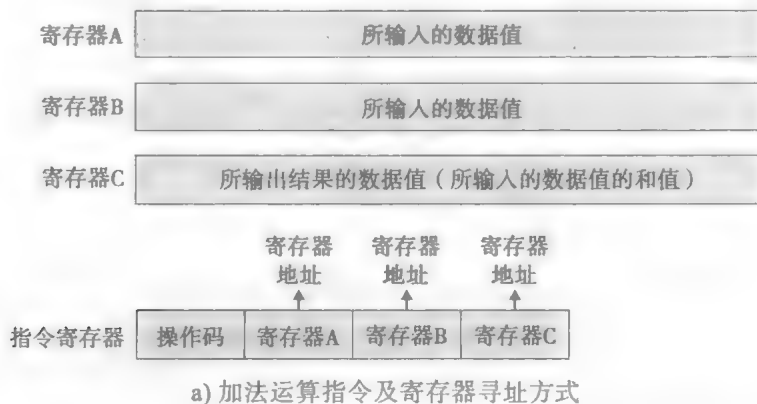 寄存器A 所输入的数据值
寄存器B 所输入的数据值
寄存器C 所输出结果的数据值（所输入的数据值的和值）
寄存器 寄存器 寄存器
地址 地址 地址
指令寄存器 操作码 寄存器A 寄存器B 寄存器C
a) 加法运算指令及寄存器寻址方式